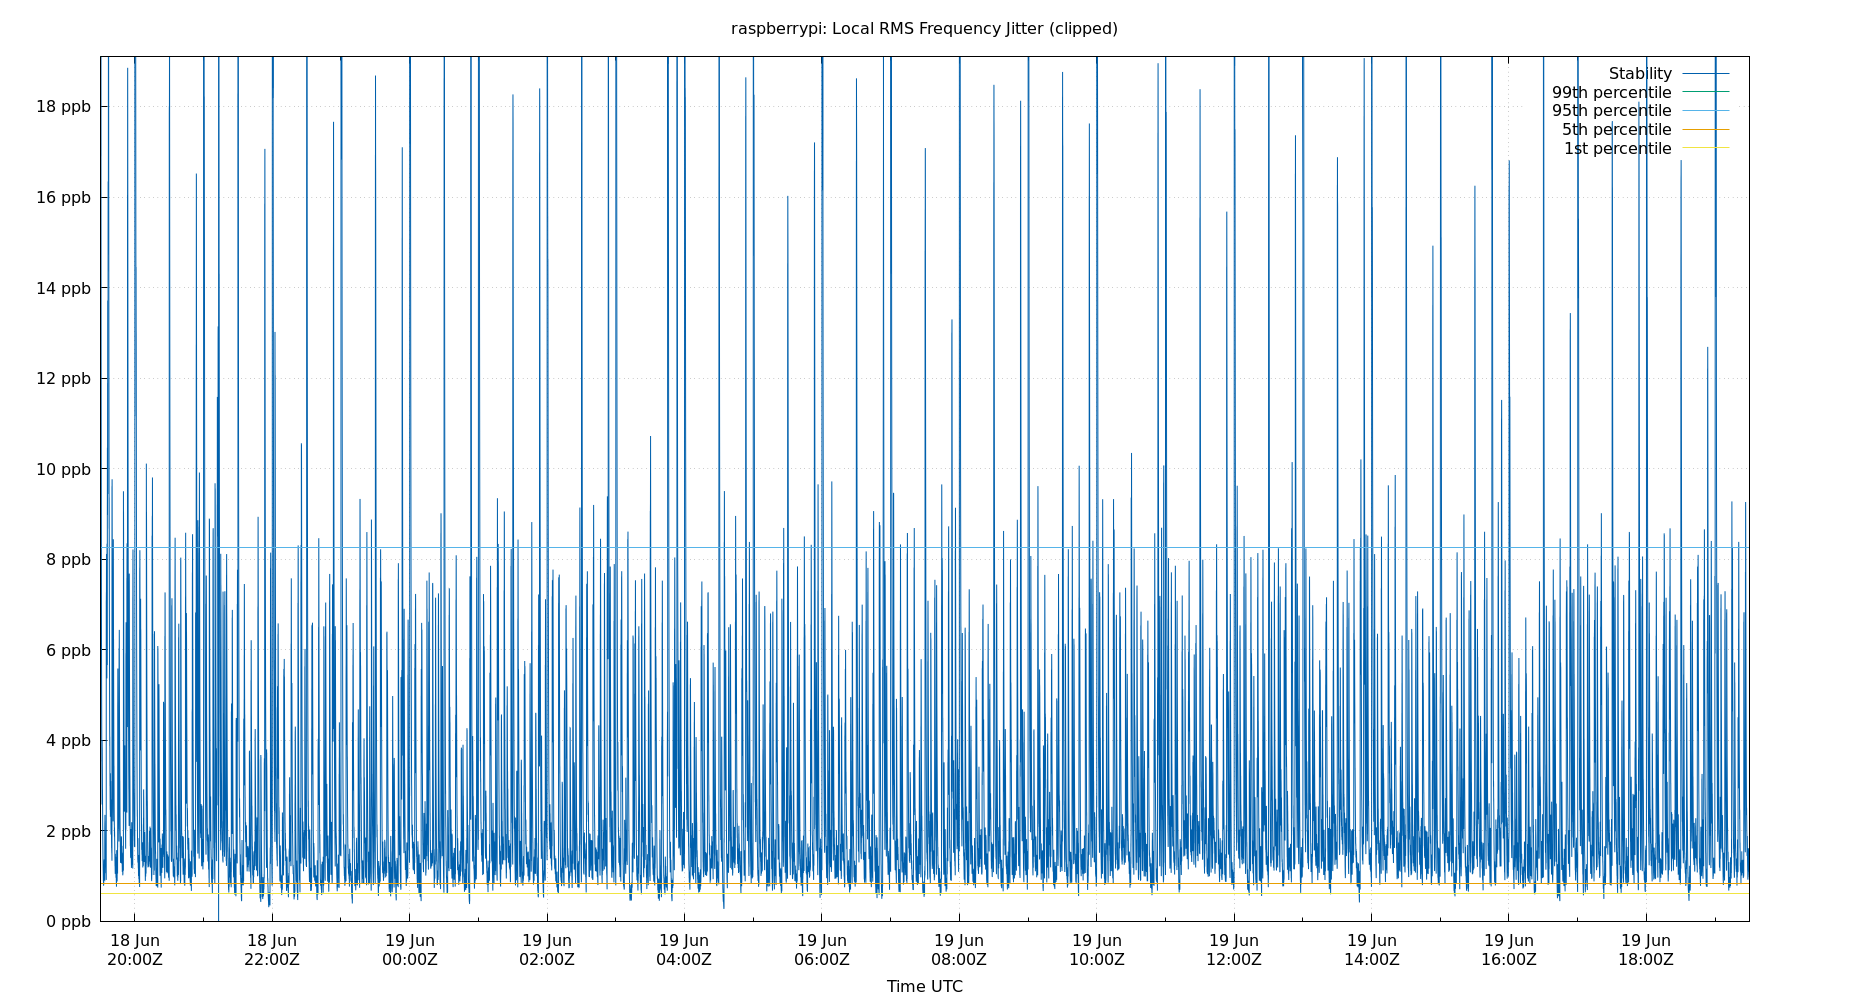 raspberrypi: Local RMS Frequency Jitter (clipped)
Stability
99th percentile
95th percentile
5th percentile
1st percentile
18 ppb
16 ppb
14 ppb
12 ppb
10 ppb
8 ppb
6 ppb
4 ppb
2 ppb
0 ppb
18 Jun 18 Jun 19 Jun 19 Jun 19 Jun 19 Jun 19 Jun 19 Jun 19 Jun 19 Jun 19 Jun 19 Jun
20:00Z 22:00Z 00:00Z 02:00Z 04:00Z 06:00Z 08:00Z 10:00Z 12:00Z 14:00Z 16:00Z 18:00Z
Time UTC